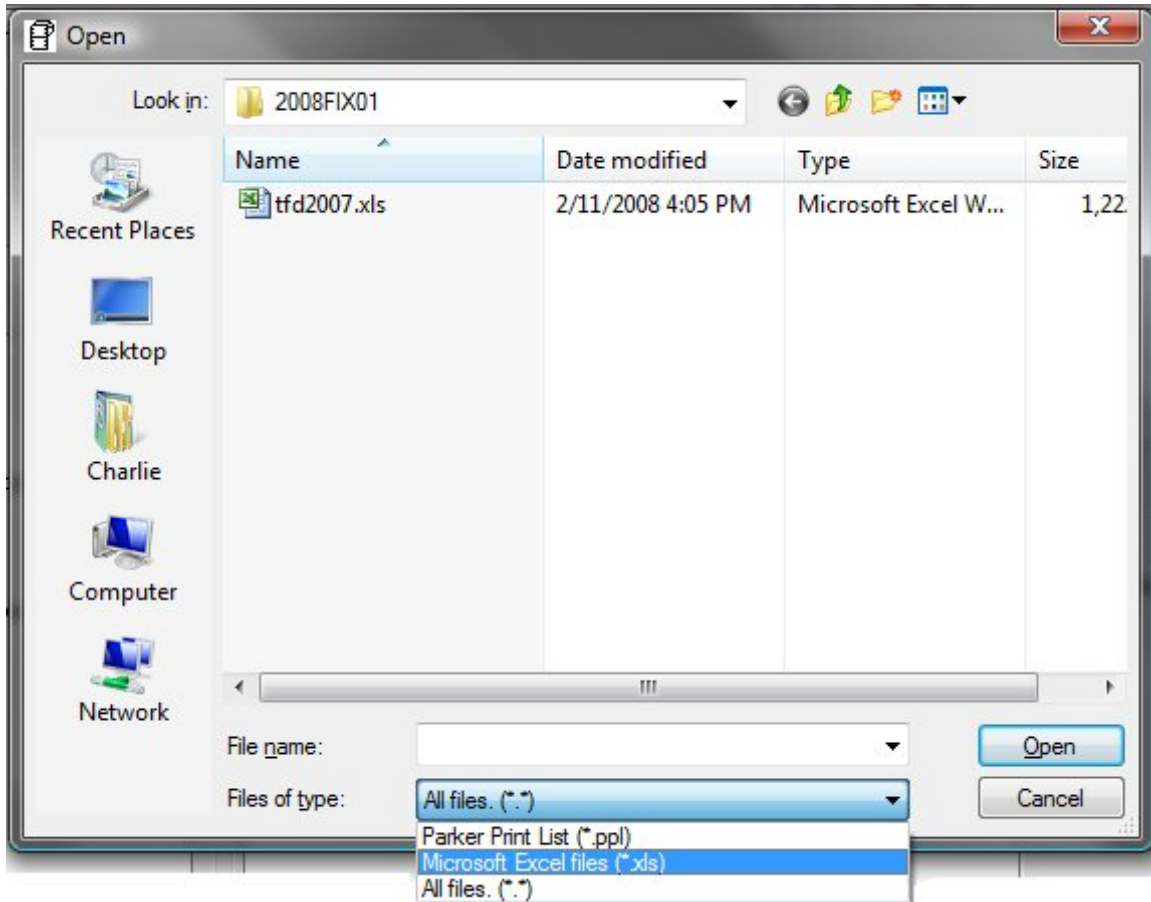 Open
Look in: 2008FIX01
Name Date modified Type Size
tfd2007.xls 2/11/2008 4:05 PM Microsoft Excel W... 1,22
Recent Places
Desktop
Charlie
Computer
Network
File name: Open
Files of type: All files. (*.*) Cancel
Parker Print List (*.ppl)
Microsoft Excel files (*.xls)
All files. (*.*)